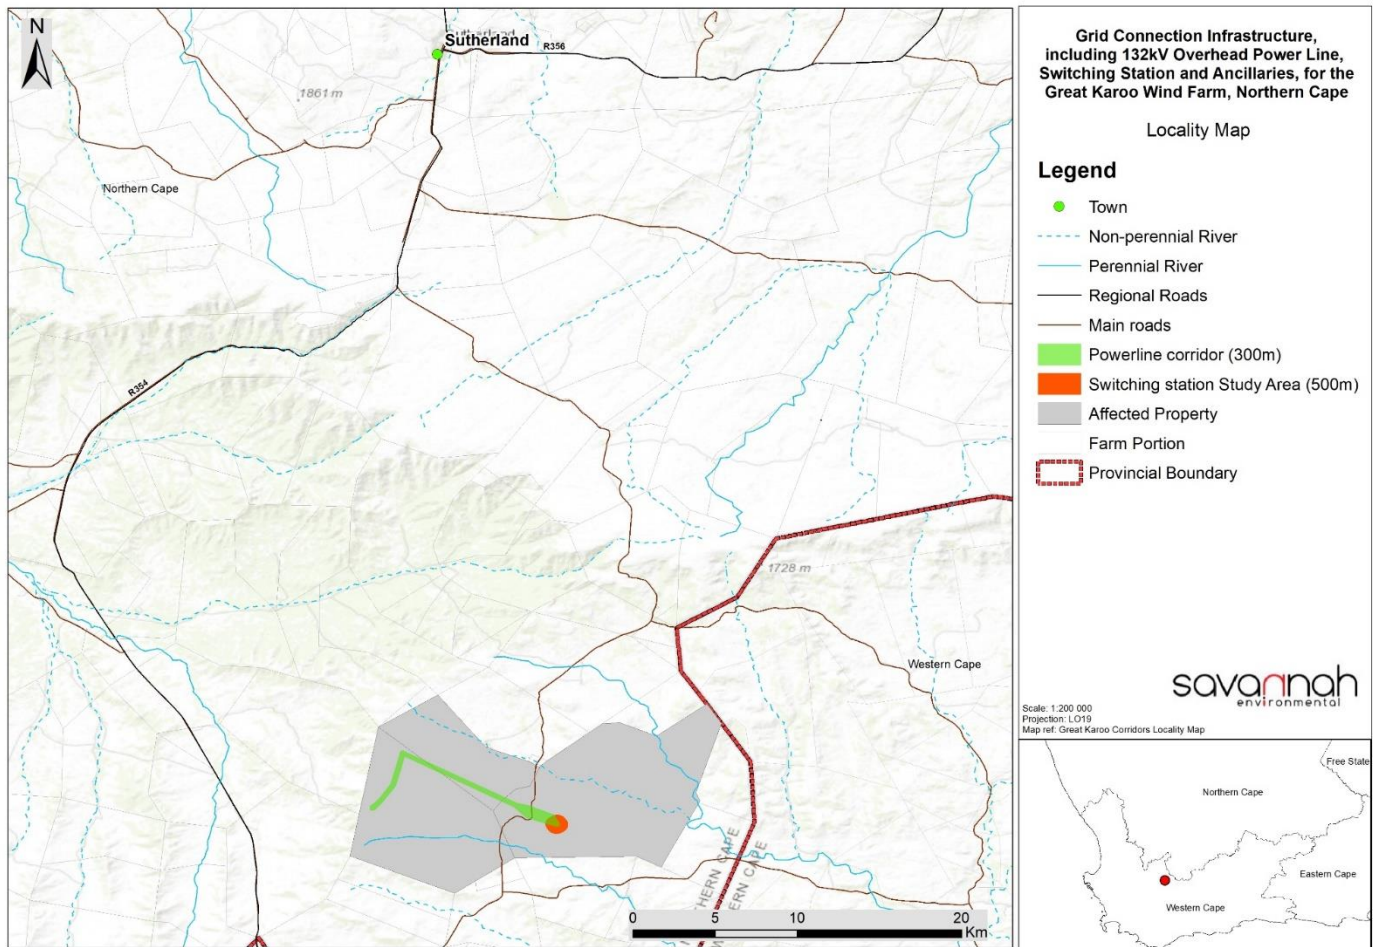 N
Sutherland
R356
1861 m
Northern Cape
R354
1728 m
Western Cape
NORTHERN CAPE
WESTERN CAPE
0 5 10 20
Km
Grid Connection Infrastructure,
including 132kV Overhead Power Line,
Switching Station and Ancillaries, for the
Great Karoo Wind Farm, Northern Cape
Locality Map
Legend
Town
Non-perennial River
Perennial River
Regional Roads
Main roads
Powerline corridor (300m)
Switching station Study Area (500m)
Affected Property
Farm Portion
Provincial Boundary
savannah
environmental
Scale: 1:200 000
Projection: LO19
Map ref: Great Karoo Corridors Locality Map
Free State
Northern Cape
Eastern Cape
Western Cape